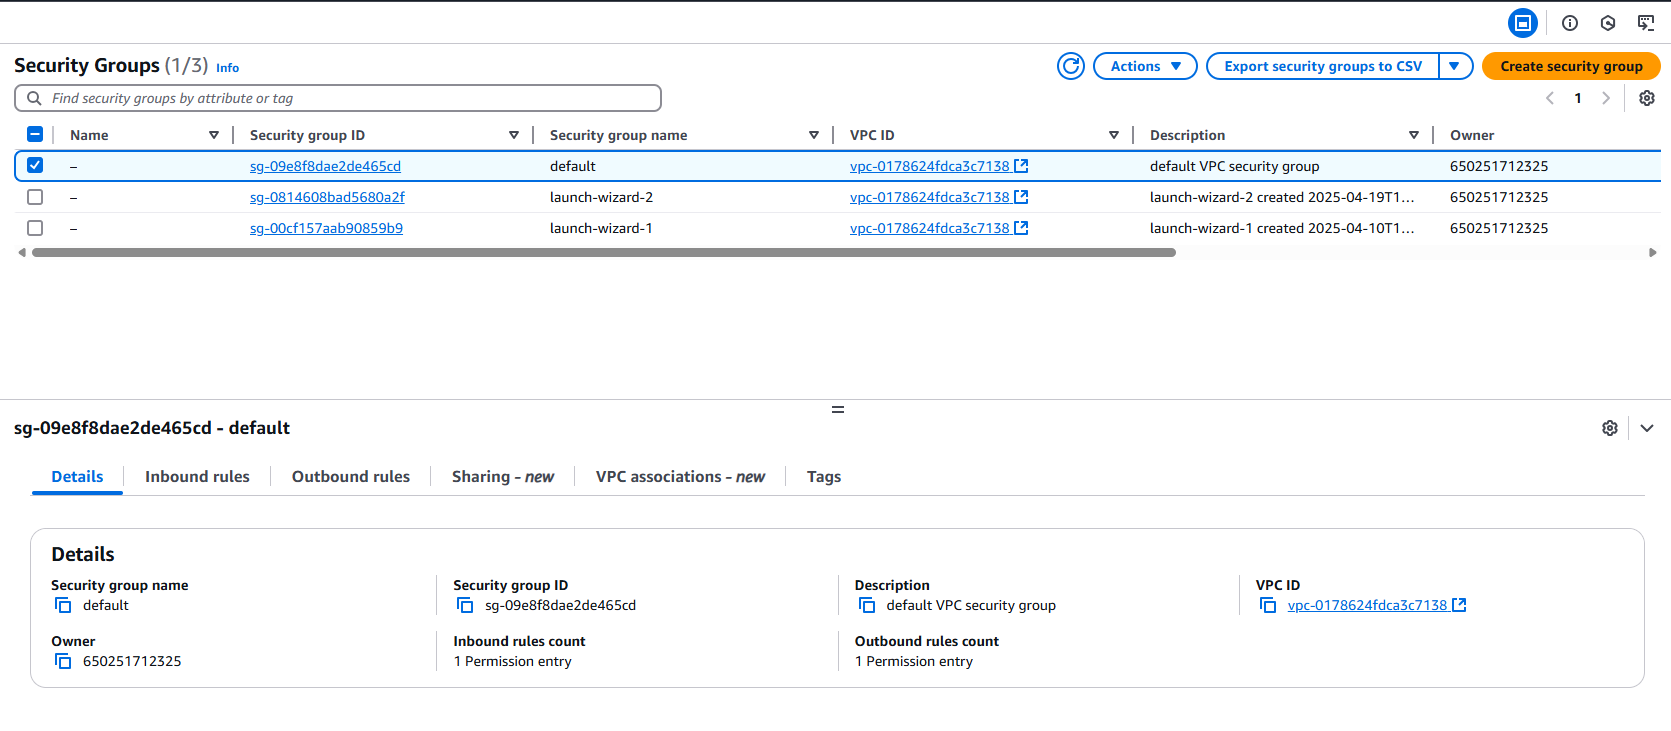 Security Groups (1/3) Info
Actions
Export security groups to CSV
Create security group
Find security groups by attribute or tag
1
Name Security group ID Security group name VPC ID Description Owner
– sg-09e8f8dae2de465cd default vpc-0178624fdca3c7138 default VPC security group 650251712325
– sg-0814608bad5680a2f launch-wizard-2 vpc-0178624fdca3c7138 launch-wizard-2 created 2025-04-19T1... 650251712325
– sg-00cf157aab90859b9 launch-wizard-1 vpc-0178624fdca3c7138 launch-wizard-1 created 2025-04-10T1... 650251712325
sg-09e8f8dae2de465cd - default
Details Inbound rules Outbound rules Sharing - new VPC associations - new Tags
Details
Security group name Security group ID Description VPC ID
default sg-09e8f8dae2de465cd default VPC security group vpc-0178624fdca3c7138
Owner Inbound rules count Outbound rules count
650251712325 1 Permission entry 1 Permission entry